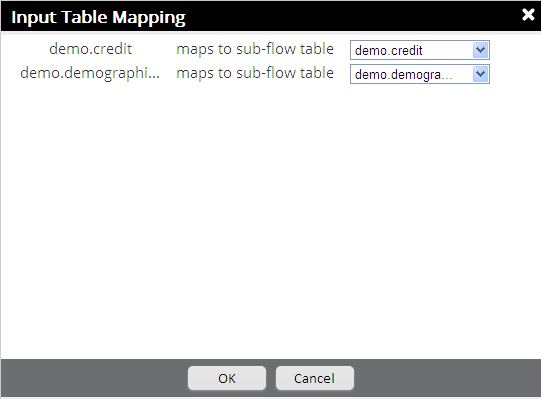 Input Table Mapping
demo.credit maps to sub-flow table demo.credit
demo.demographi... maps to sub-flow table demo.demogra...
OK Cancel